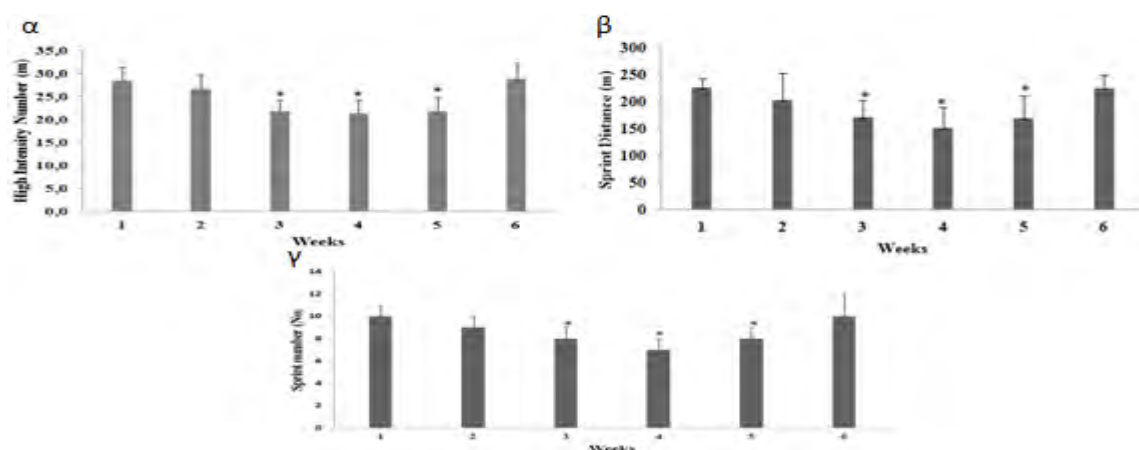 α
High Intensity Number (m)
35,0
30,0
25,0
20,0
15,0
10,0
5,0
0,0
* * *
1 2 3 4 5 6
Weeks
β
Sprint Distance (m)
300
250
200
150
100
50
0
* * *
1 2 3 4 5 6
Weeks
γ
Sprint number (No)
14
12
10
8
6
4
2
0
* * *
1 2 3 4 5 6
Weeks